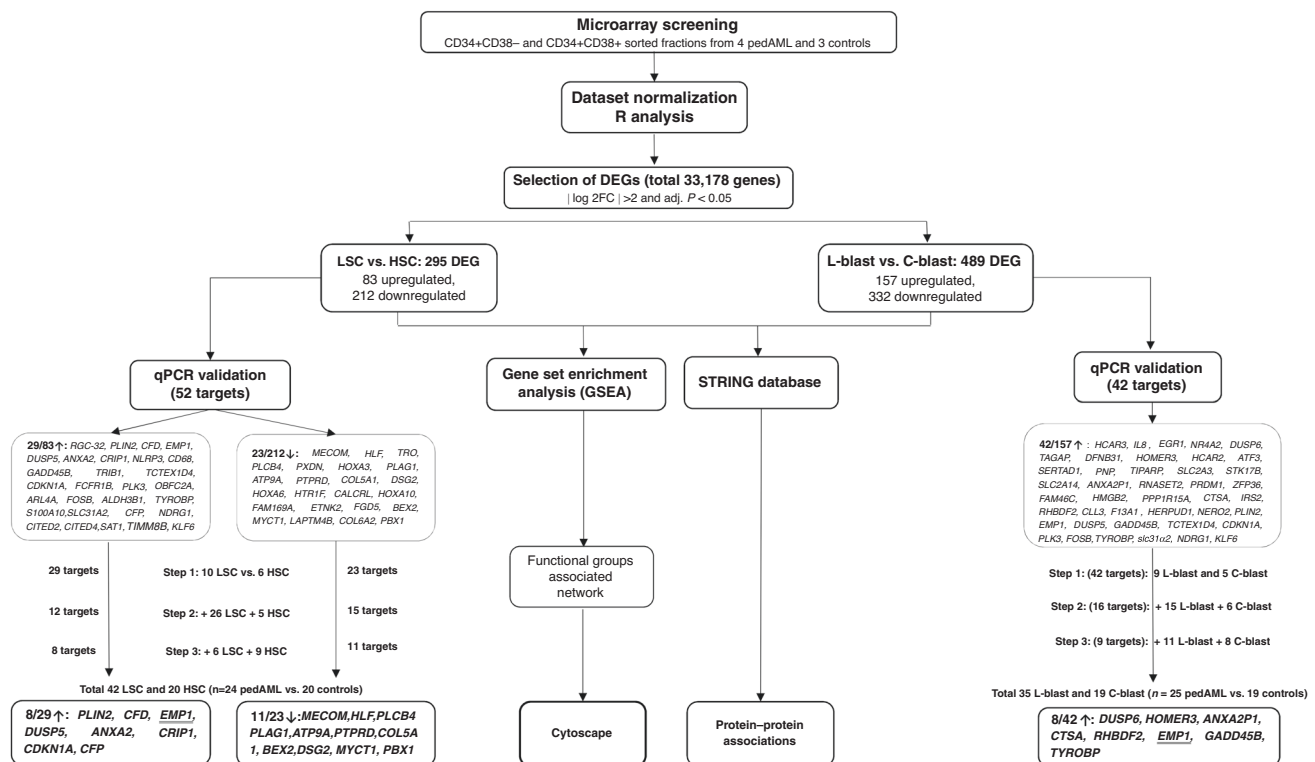 Microarray screening
CD34+CD38– and CD34+CD38+ sorted fractions from 4 pedAML and 3 controls
Dataset normalization
R analysis
Selection of DEGs (total 33,178 genes)
| log 2FC | >2 and adj. P < 0.05
LSC vs. HSC: 295 DEG
83 upregulated,
212 downregulated
L-blast vs. C-blast: 489 DEG
157 upregulated,
332 downregulated
qPCR validation
(52 targets)
Gene set enrichment
analysis (GSEA)
STRING database
qPCR validation
(42 targets)
29/83↑: RGC-32, PLIN2, CFD, EMP1,
DUSP5, ANXA2, CRIP1, NLRP3, CD68,
GADD45B, TRIB1, TCTEX1D4,
CDKN1A, FCFR1B, PLK3, OBFC2A,
ARL4A, FOSB, ALDH3B1, TYROBP,
S100A10,SLC31A2, CFP, NDRG1,
CITED2, CITED4,SAT1, TIMM8B, KLF6
23/212↓: MECOM, HLF, TRO,
PLCB4, PXDN, HOXA3, PLAG1,
ATP9A, PTPRD, COL5A1, DSG2,
HOXA6, HTR1F, CALCRL, HOXA10,
FAM169A, ETNK2, FGD5, BEX2,
MYCT1, LAPTM4B, COL6A2, PBX1
42/157↑ : HCAR3, IL8 , EGR1, NR4A2, DUSP6,
TAGAP, DFNB31, HOMER3, HCAR2, ATF3,
SERTAD1, PNP, TIPARP, SLC2A3, STK17B,
SLC2A14, ANXA2P1, RNASET2, PRDM1, ZFP36,
FAM46C, HMGB2, PPP1R15A, CTSA, IRS2,
RHBDF2, CLL3, F13A1 , HERPUD1, NERO2, PLIN2,
EMP1, DUSP5, GADD45B, TCTEX1D4, CDKN1A,
PLK3, FOSB,TYROBP, slc31α2, NDRG1, KLF6
Functional groups
associated
network
29 targets
Step 1: 10 LSC vs. 6 HSC
23 targets
12 targets
Step 2: + 26 LSC + 5 HSC
15 targets
8 targets
Step 3: + 6 LSC + 9 HSC
11 targets
Step 1: (42 targets): 9 L-blast and 5 C-blast
Step 2: (16 targets): + 15 L-blast + 6 C-blast
Step 3: (9 targets): + 11 L-blast + 8 C-blast
Total 42 LSC and 20 HSC (n=24 pedAML vs. 20 controls)
Total 35 L-blast and 19 C-blast (n = 25 pedAML vs. 19 controls)
8/29↑: PLIN2, CFD, EMP1,
DUSP5, ANXA2, CRIP1,
CDKN1A, CFP
11/23↓:MECOM,HLF,PLCB4
PLAG1,ATP9A,PTPRD,COL5A
1, BEX2,DSG2, MYCT1, PBX1
Cytoscape
Protein–protein
associations
8/42 ↑: DUSP6, HOMER3, ANXA2P1,
CTSA, RHBDF2, EMP1, GADD45B,
TYROBP